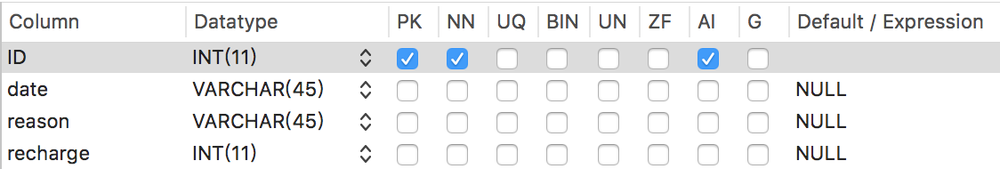 Column Datatype PK NN UQ BIN UN ZF AI G Default / Expression
ID INT(11)
date VARCHAR(45) NULL
reason VARCHAR(45) NULL
recharge INT(11) NULL